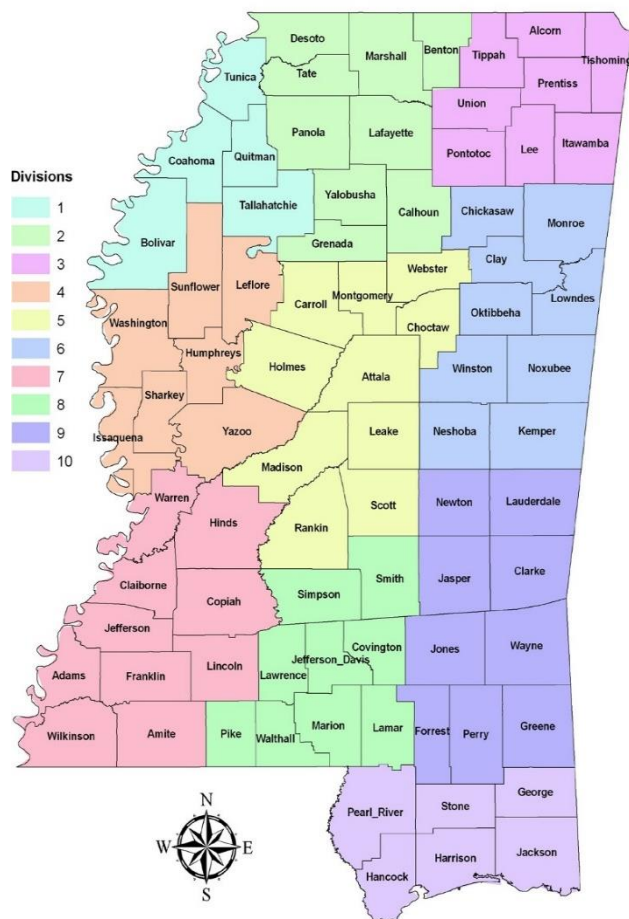 Desoto
Marshall
Benton
Tippah
Alcorn
Tishoming
Tunica
Tate
Prentiss
Union
Panola
Lafayette
Coahoma
Quitman
Pontotoc
Lee
Itawamba
Divisions
1
2
3
4
5
6
7
8
9
10
Tallahatchie
Yalobusha
Calhoun
Chickasaw
Monroe
Bolivar
Grenada
Clay
Sunflower
Leflore
Webster
Carroll
Montgomery
Lowndes
Washington
Choctaw
Oktibbeha
Humphreys
Holmes
Attala
Winston
Noxubee
Sharkey
Issaquena
Yazoo
Leake
Neshoba
Kemper
Madison
Warren
Hinds
Rankin
Scott
Newton
Lauderdale
Claiborne
Copiah
Simpson
Smith
Jasper
Clarke
Jefferson
Covington
Jones
Wayne
Adams
Franklin
Lincoln
Lawrence
Jefferson_Davis
Wilkinson
Amite
Pike
Walthall
Marion
Lamar
Forrest
Perry
Greene
Pearl_River
Stone
George
Hancock
Harrison
Jackson
N
W E
S